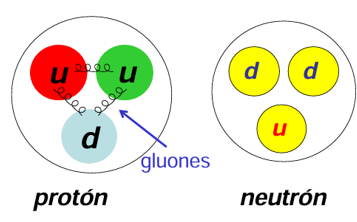 u u d d
d u
gluones
protón neutrón